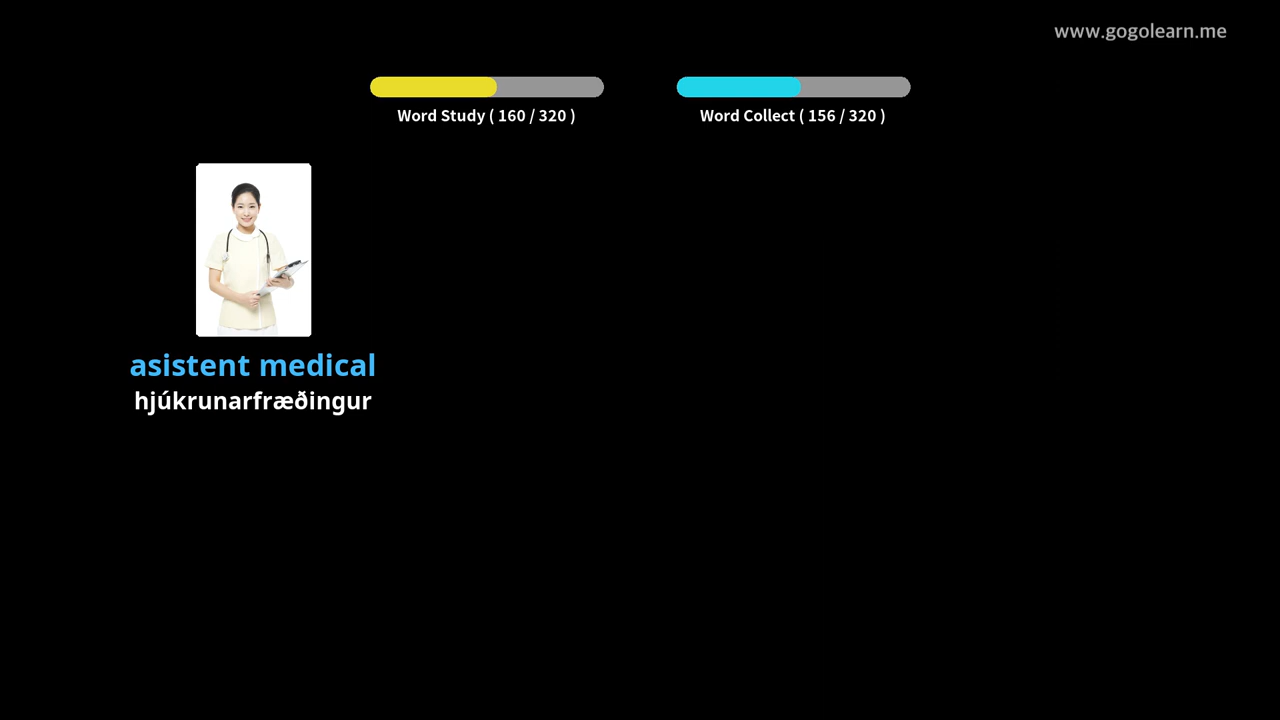 www.gogolearn.me
Word Study ( 160 / 320 )
Word Collect ( 156 / 320 )
asistent medical
hjúkrunarfræðingur